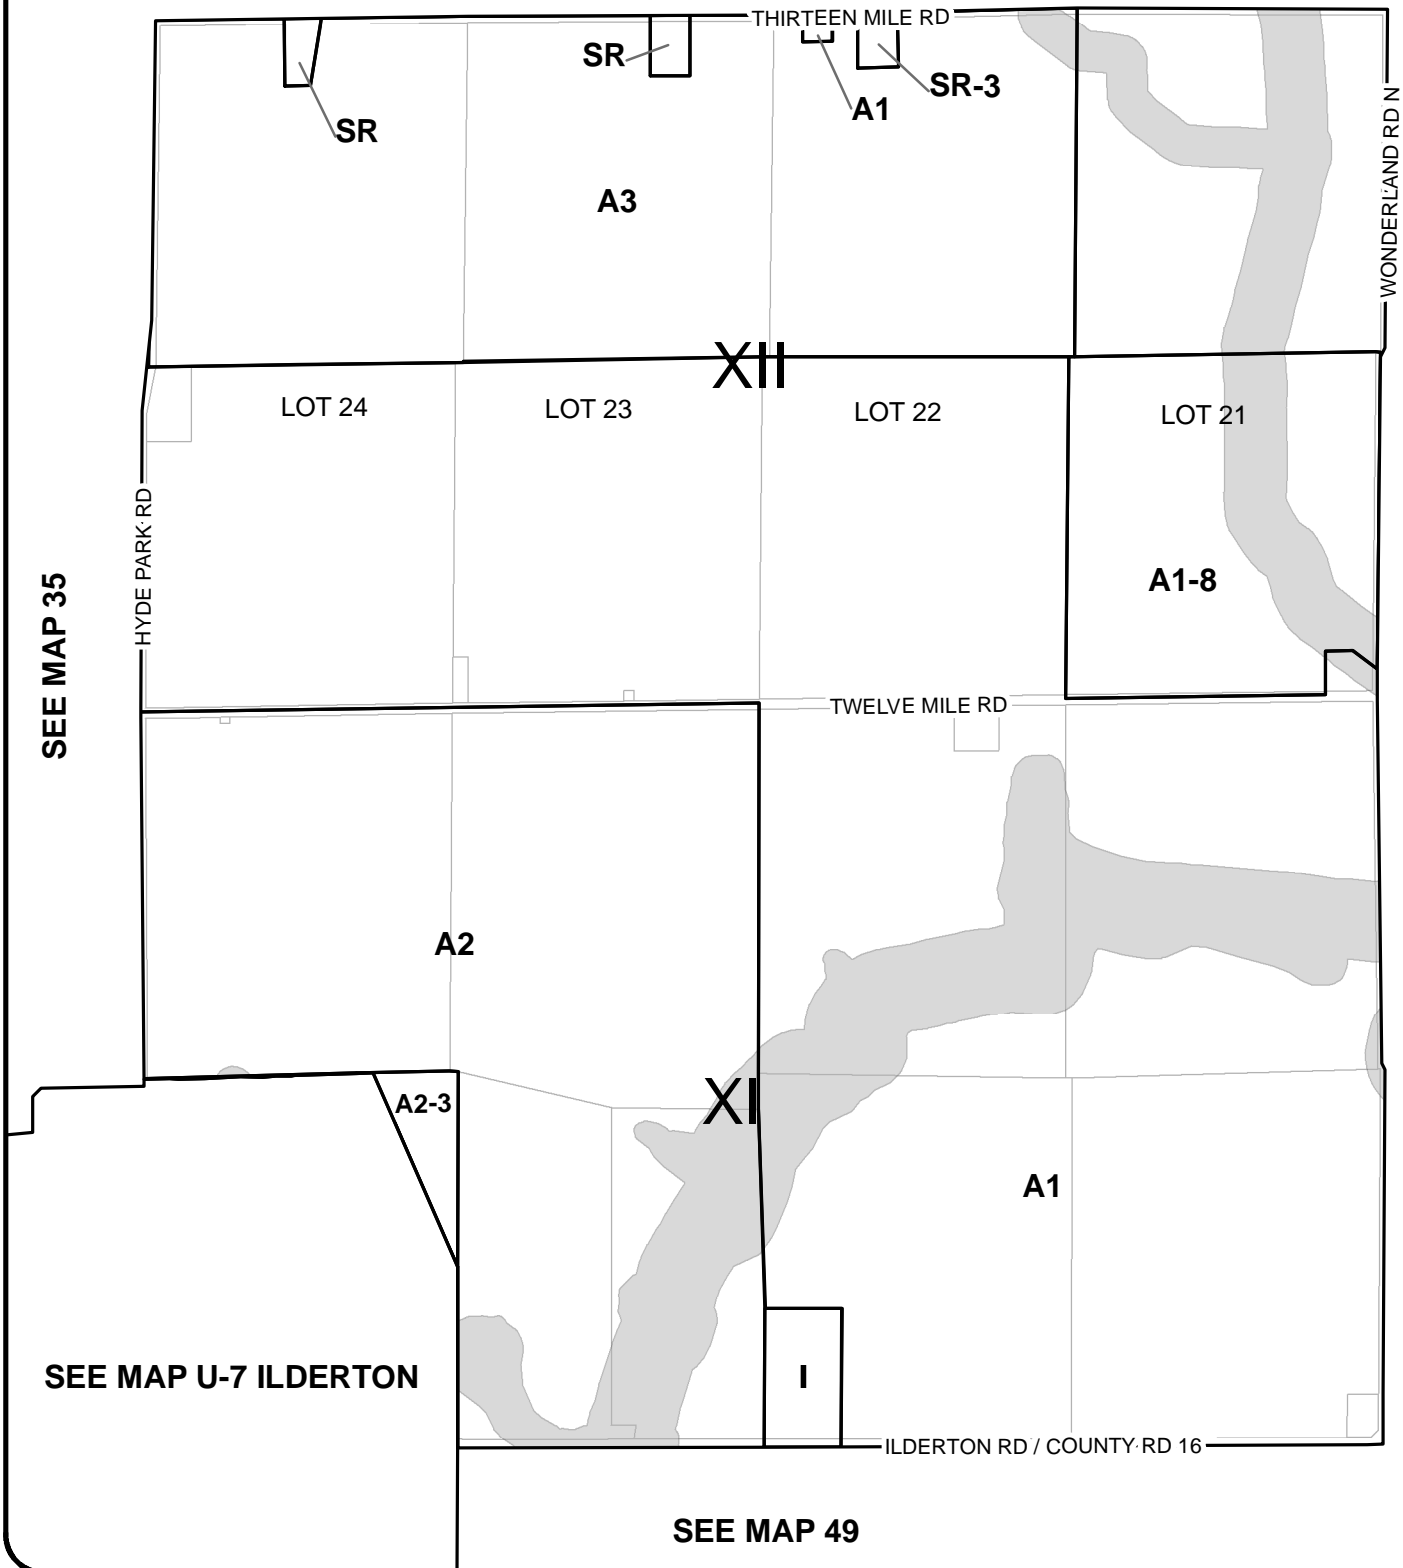 THIRTEEN MILE RD
SR
SR-3
A1
SR
WONDERLAND RD N
A3
XII
LOT 24
LOT 23
LOT 22
LOT 21
HYDE PARK RD
A1-8
SEE MAP 35
TWELVE MILE RD
A2
A2-3
XI
A1
SEE MAP U-7 ILDERTON
I
ILDERTON RD / COUNTY RD 16
SEE MAP 49